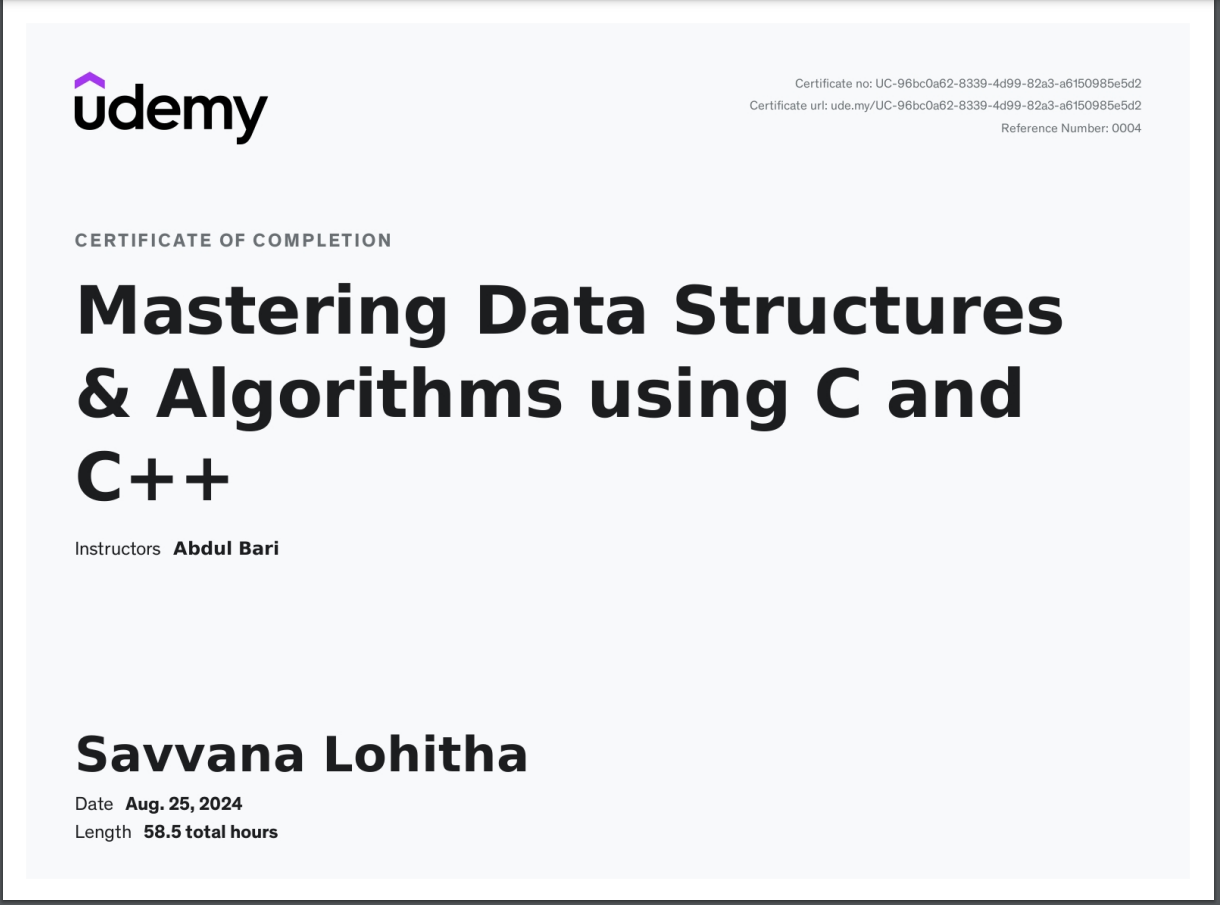 udemy
Certificate no: UC-96bc0a62-8339-4d99-82a3-a6150985e5d2
Certificate url: ude.my/UC-96bc0a62-8339-4d99-82a3-a6150985e5d2
Reference Number: 0004
CERTIFICATE OF COMPLETION
Mastering Data Structures
& Algorithms using C and
C++
Instructors Abdul Bari
Savvana Lohitha
Date Aug. 25, 2024
Length 58.5 total hours